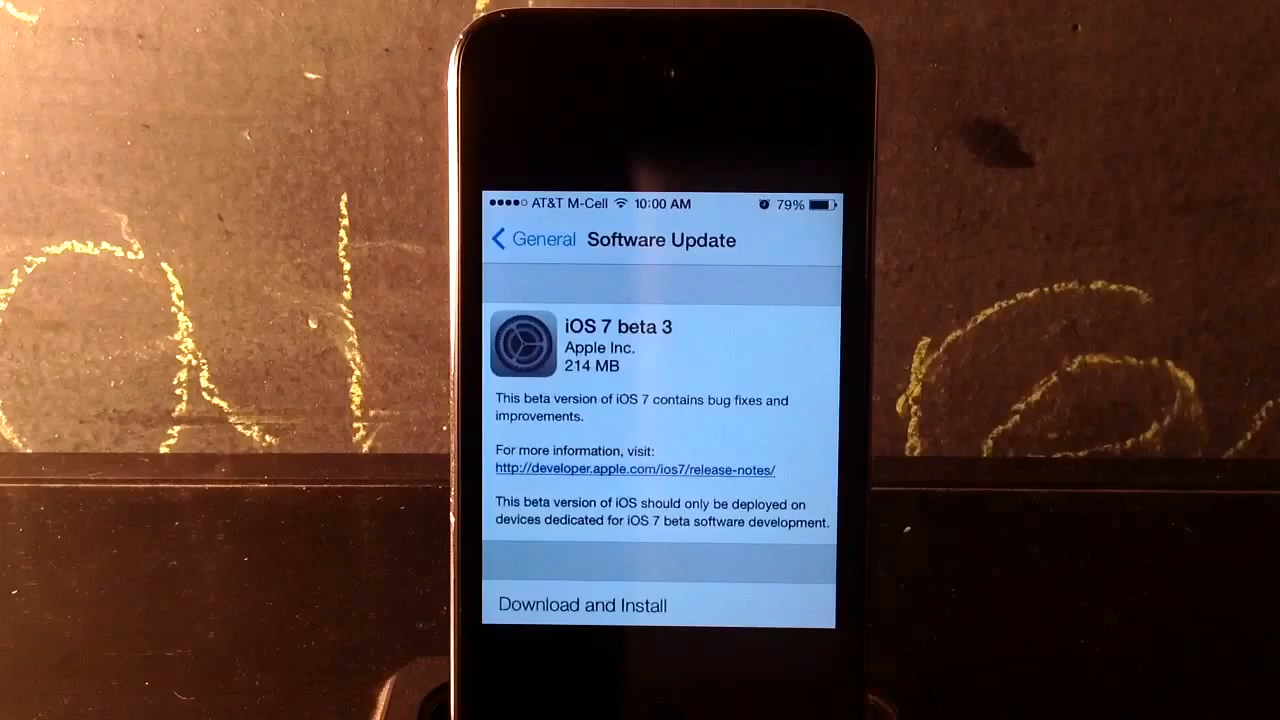 AT&T M-Cell 10:00 AM 79%
General Software Update
iOS 7 beta 3
Apple Inc.
214 MB
This beta version of iOS 7 contains bug fixes and
improvements.
For more information, visit:
http://developer.apple.com/ios7/release-notes/
This beta version of iOS should only be deployed on
devices dedicated for iOS 7 beta software development.
Download and Install